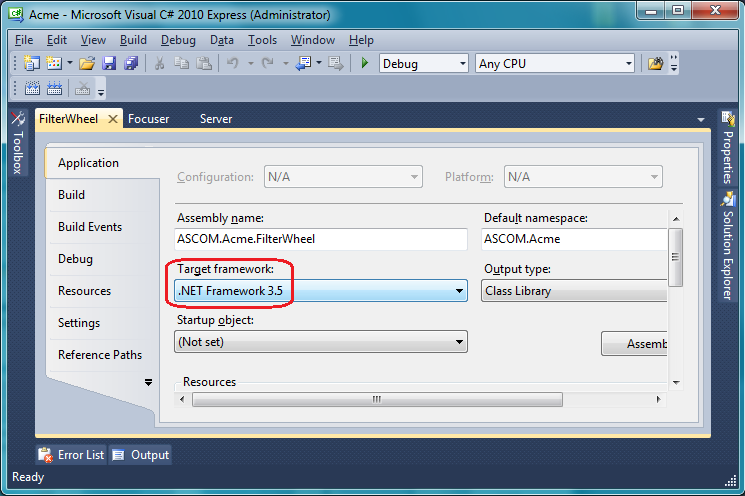 Acme - Microsoft Visual C# 2010 Express (Administrator)
File Edit View Build Debug Data Tools Window Help
Debug Any CPU
FilterWheel Focuser Server
Toolbox
Properties
Solution Explorer
Application
Build
Build Events
Debug
Resources
Settings
Reference Paths
Configuration: N/A Platform: N/A
Assembly name: Default namespace:
ASCOM.Acme.FilterWheel ASCOM.Acme
Target framework: Output type:
.NET Framework 3.5 Class Library
Startup object:
(Not set) Assemb
Resources
Error List Output
Ready